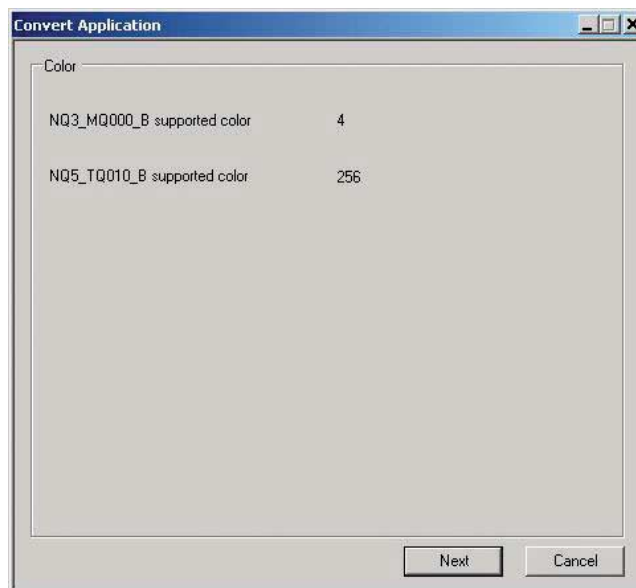 Convert Application
Color
NQ3_MQ000_B supported color 4
NQ5_TQ010_B supported color 256
Next Cancel